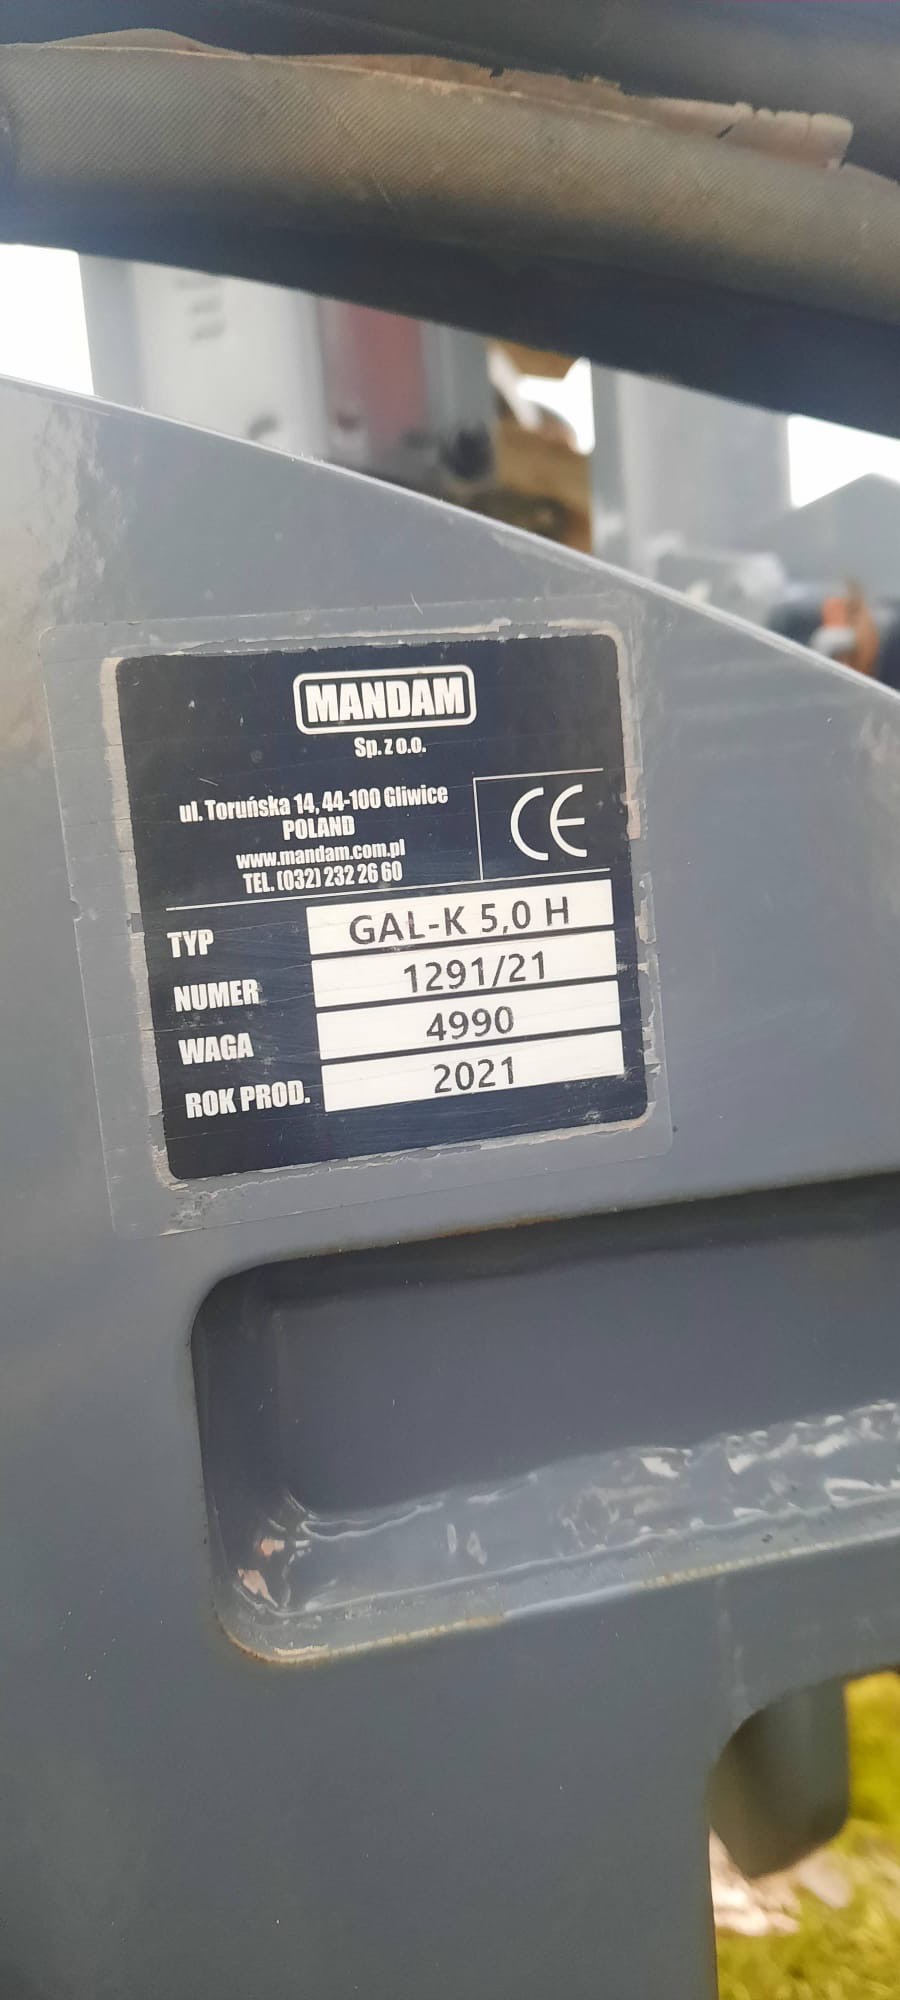 MANDAM
Sp. z o.o.
ul. Toruńska 14, 44-100 Gliwice
POLAND
www.mandam.com.pl
TEL. (032) 232 26 60
CE
TYP GAL-K 5,0 H
NUMER 1291/21
WAGA 4990
ROK PROD. 2021